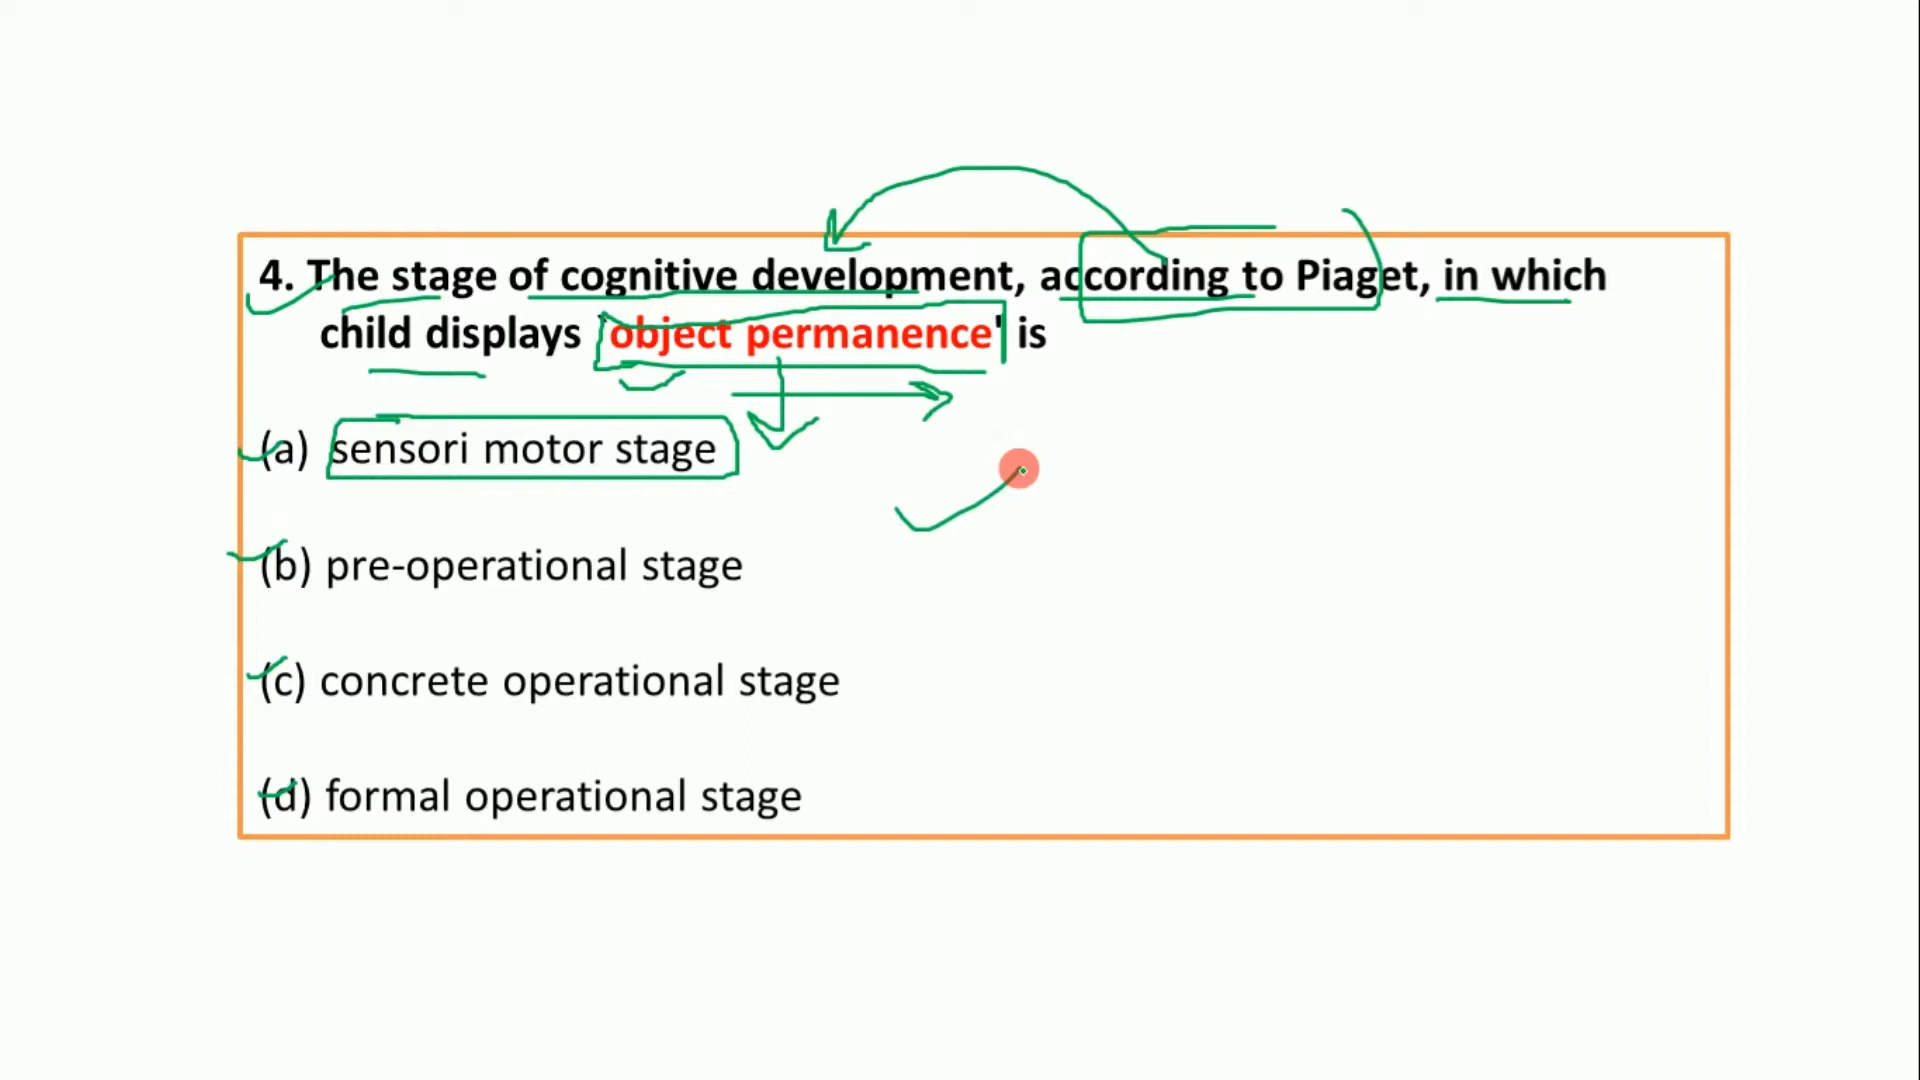 4. The stage of cognitive development, according to Piaget, in which
child displays `object permanence' is
(a) sensori motor stage
(b) pre-operational stage
(c) concrete operational stage
(d) formal operational stage